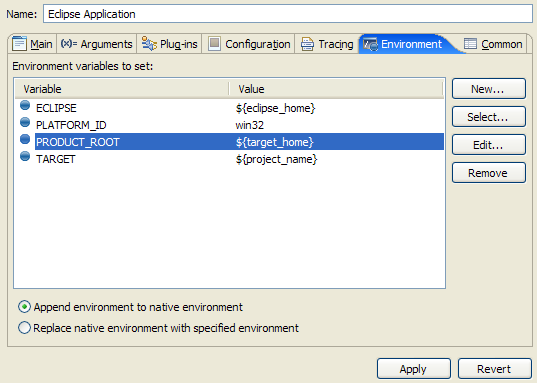 Name: Eclipse Application
Main (x)= Arguments Plug-ins Configuration Tracing Environment Common
Environment variables to set:
Variable Value
ECLIPSE ${eclipse_home}
PLATFORM_ID win32
PRODUCT_ROOT ${target_home}
TARGET ${project_name}
New...
Select...
Edit...
Remove
Append environment to native environment
Replace native environment with specified environment
Apply Revert